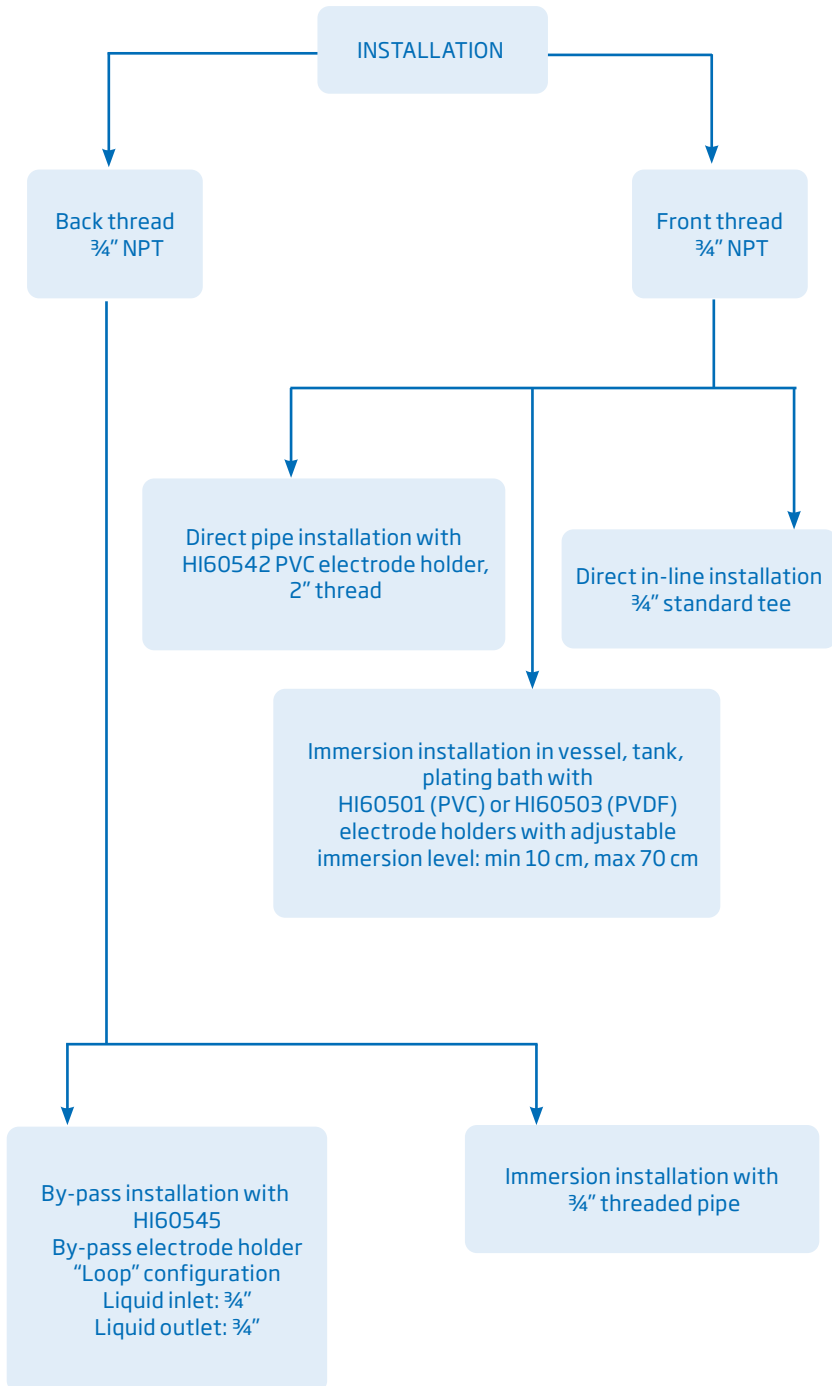 INSTALLATION
Back thread
¾” NPT
Front thread
¾” NPT
Direct pipe installation with
HI60542 PVC electrode holder,
2” thread
Direct in-line installation
¾” standard tee
Immersion installation in vessel, tank,
plating bath with
HI60501 (PVC) or HI60503 (PVDF)
electrode holders with adjustable
immersion level: min 10 cm, max 70 cm
By-pass installation with
HI60545
By-pass electrode holder
“Loop” configuration
Liquid inlet: ¾”
Liquid outlet: ¾”
Immersion installation with
¾” threaded pipe